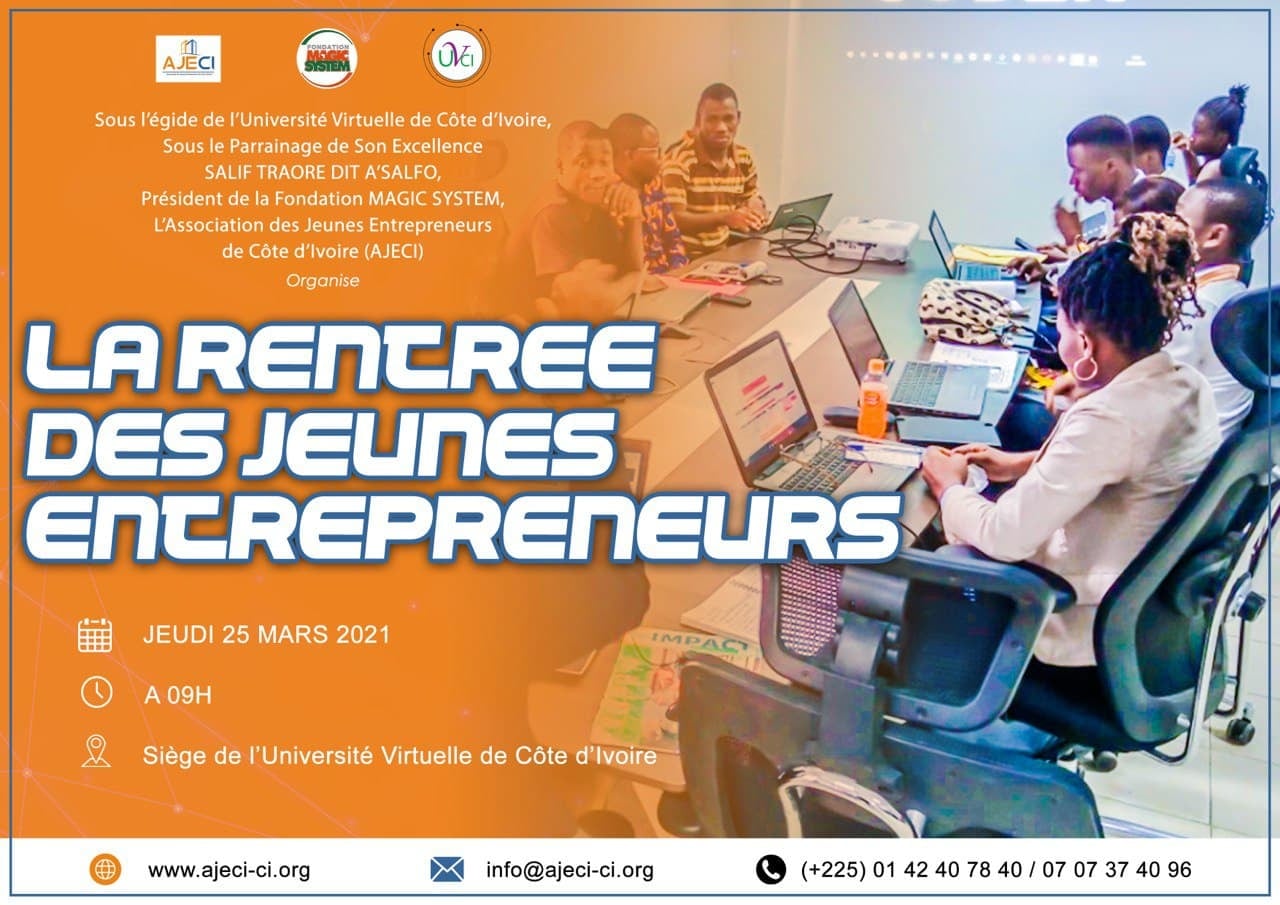 AJECI
FONDATION
MAGIC
SYSTEM
UVCI
Sous l’égide de l’Université Virtuelle de Côte d’Ivoire,
Sous le Parrainage de Son Excellence
SALIF TRAORE DIT A’SALFO,
Président de la Fondation MAGIC SYSTEM,
L’Association des Jeunes Entrepreneurs
de Côte d’Ivoire (AJECI)
Organise
LA RENTREE
DES JEUNES
ENTREPRENEURS
JEUDI 25 MARS 2021
A 09H
Siège de l’Université Virtuelle de Côte d’Ivoire
IMPACT
www.ajeci-ci.org
info@ajeci-ci.org
(+225) 01 42 40 78 40 / 07 07 37 40 96